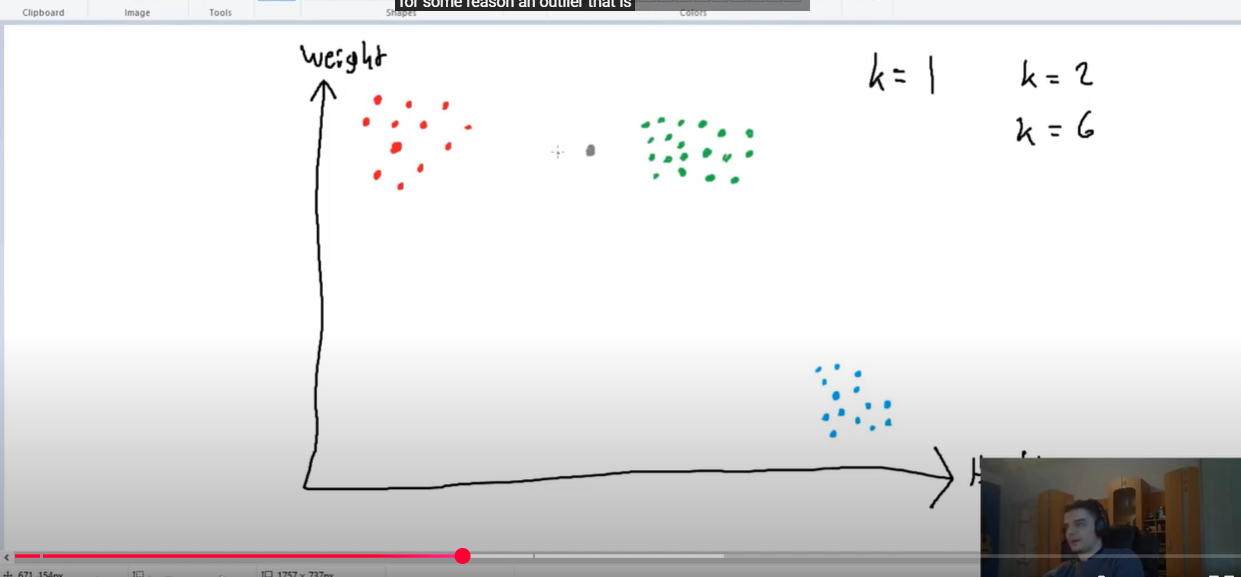 for some reason an outlier that is
Clipboard
Image
Tools
Shapes
Colors
weight
k = 1
k = 2
k = 6
671, 154px
1757 × 737px